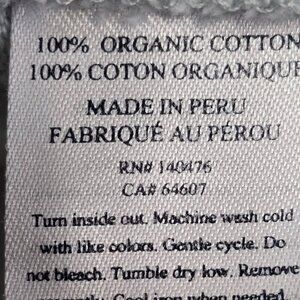 100% ORGANIC COTTON
100% COTON ORGANIQUE
MADE IN PERU
FABRIQUÉ AU PÉROU
RN# 140476
CA# 64607
Turn inside out. Machine wash cold
with like colors. Gentle cycle. Do
not bleach. Tumble dry low. Remove
Cool iron when needed